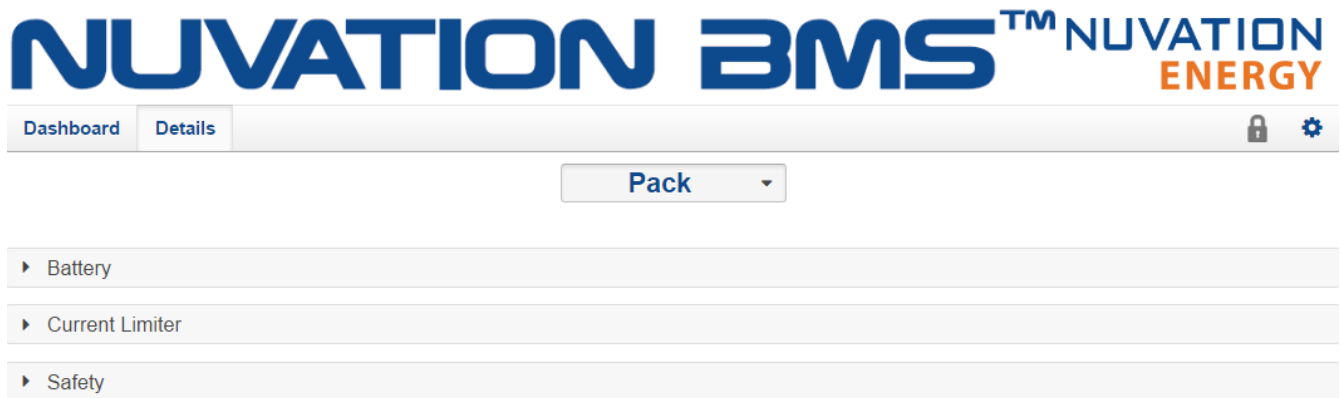 NUVATION BMS™ NUVATION ENERGY
Dashboard Details
Pack
Battery
Current Limiter
Safety